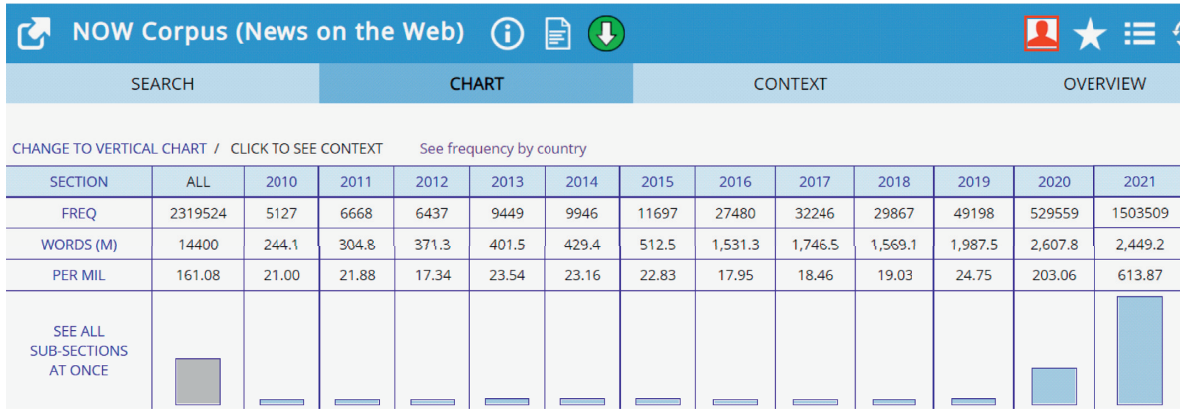 NOW Corpus (News on the Web)
SEARCH CHART CONTEXT OVERVIEW
CHANGE TO VERTICAL CHART / CLICK TO SEE CONTEXT See frequency by country
SECTION ALL 2010 2011 2012 2013 2014 2015 2016 2017 2018 2019 2020 2021
FREQ 2319524 5127 6668 6437 9449 9946 11697 27480 32246 29867 49198 529559 1503509
WORDS (M) 14400 244.1 304.8 371.3 401.5 429.4 512.5 1,531.3 1,746.5 1,569.1 1,987.5 2,607.8 2,449.2
PER MIL 161.08 21.00 21.88 17.34 23.54 23.16 22.83 17.95 18.46 19.03 24.75 203.06 613.87
SEE ALL
SUB-SECTIONS
AT ONCE